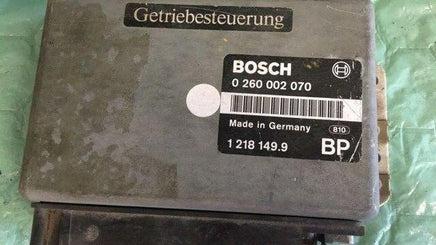 Getriebesteuerung
BOSCH
0 260 002 070
Made in Germany 810
1 218 149.9 BP